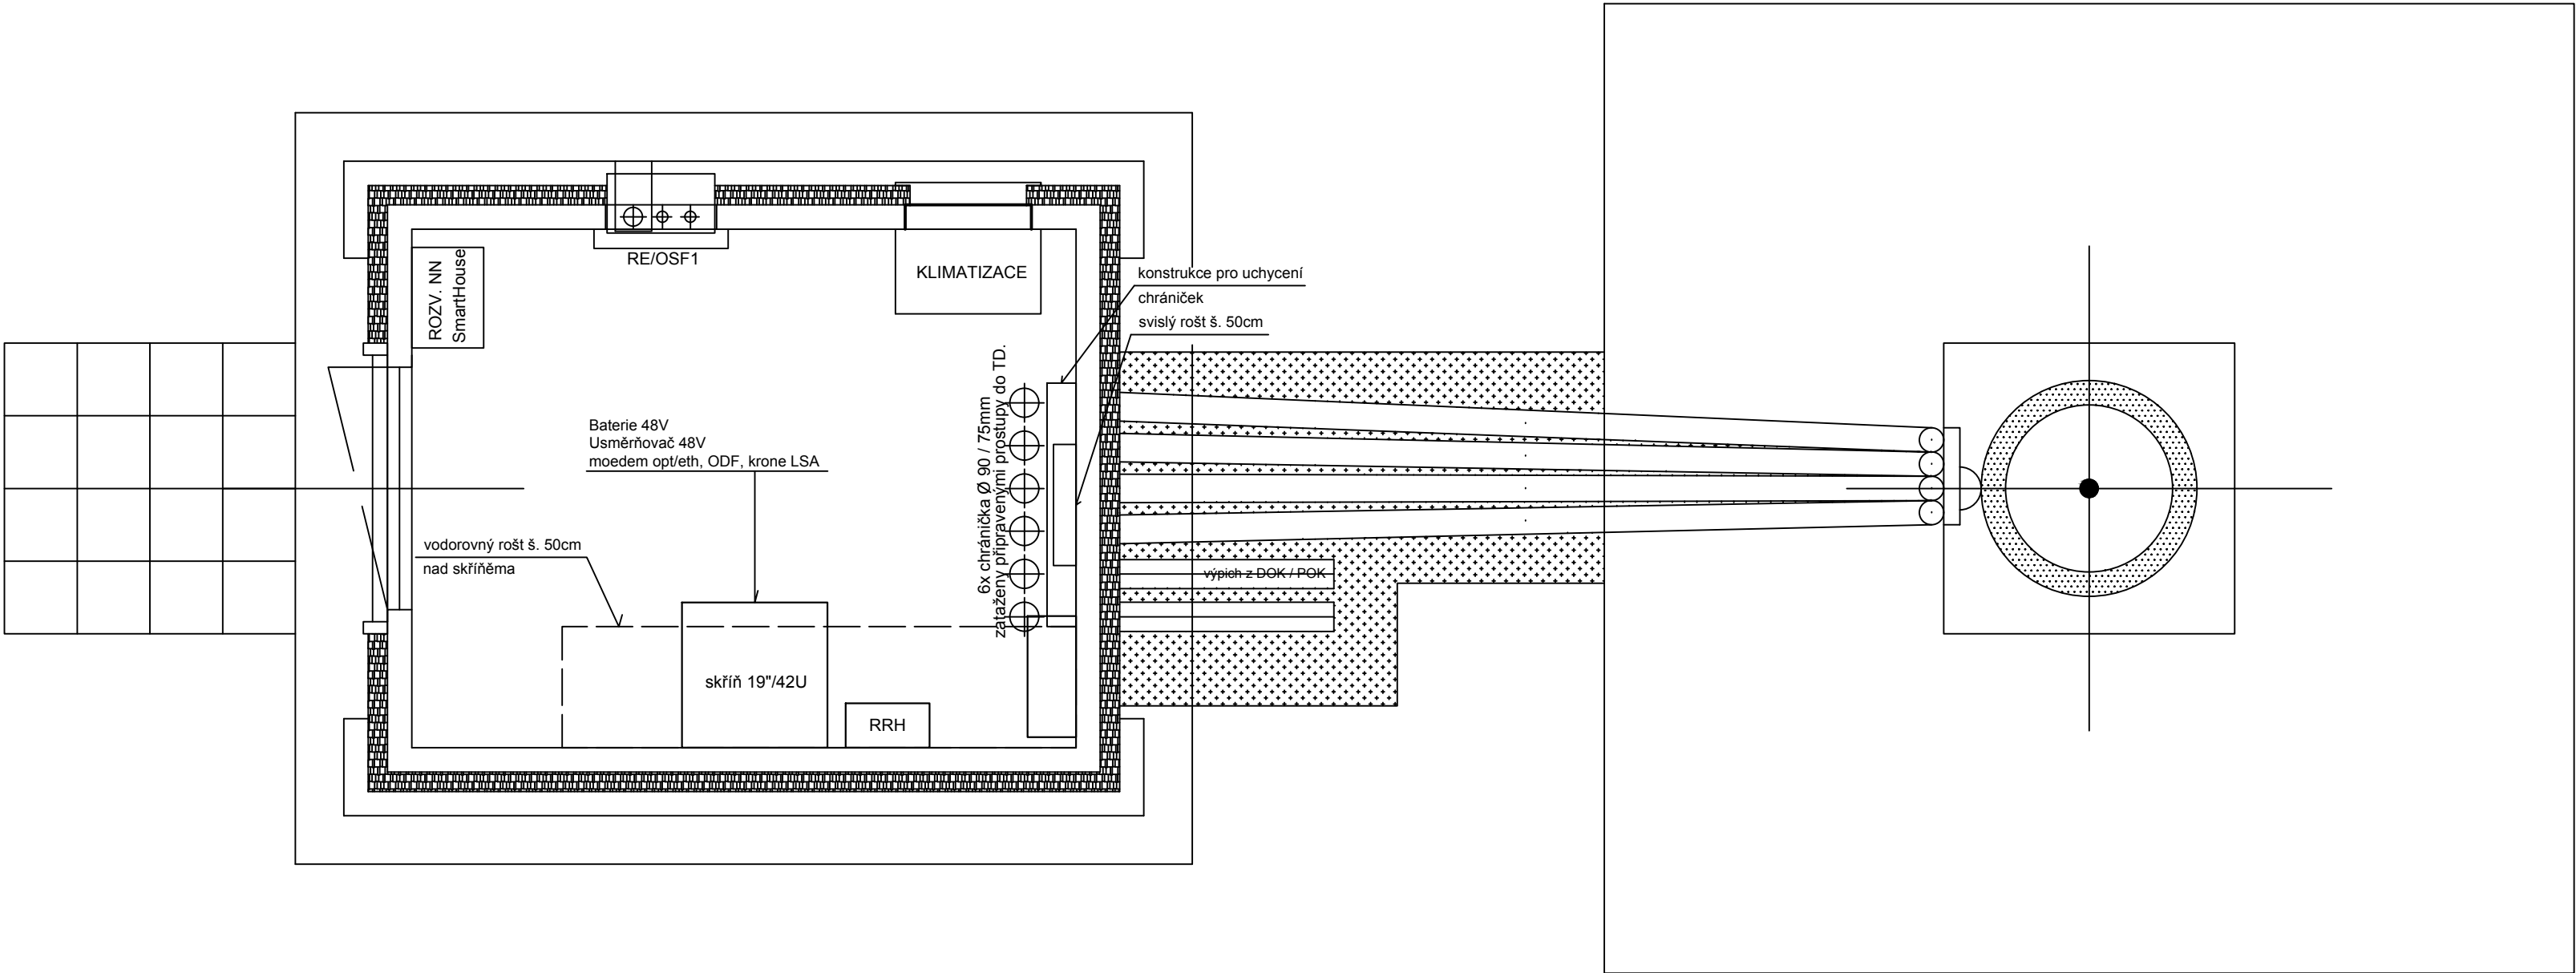 RE/OSF1
ROZV. NN
SmartHouse
KLIMATIZACE
konstrukce pro uchycení
chrániček
svislý rošt š. 50cm
6x chránička Ø 90 / 75mm
zataženy připravenými prostupy do TD.
Baterie 48V
Usměrňovač 48V
moedem opt/eth, ODF, krone LSA
vodorovný rošt š. 50cm
nad skříněma
výpich z DOK / POK
skříň 19"/42U
RRH